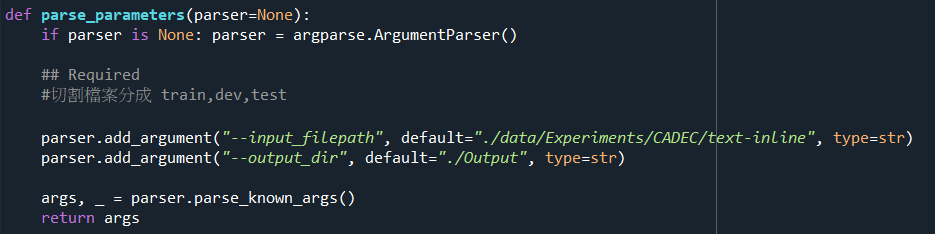 def parse_parameters(parser=None):
    if parser is None: parser = argparse.ArgumentParser()
    ## Required
    #切割檔案分成 train,dev,test
    parser.add_argument("--input_filepath", default="./data/Experiments/CADEC/text-inline", type=str)
    parser.add_argument("--output_dir", default="./Output", type=str)
    args, _ = parser.parse_known_args()
    return args